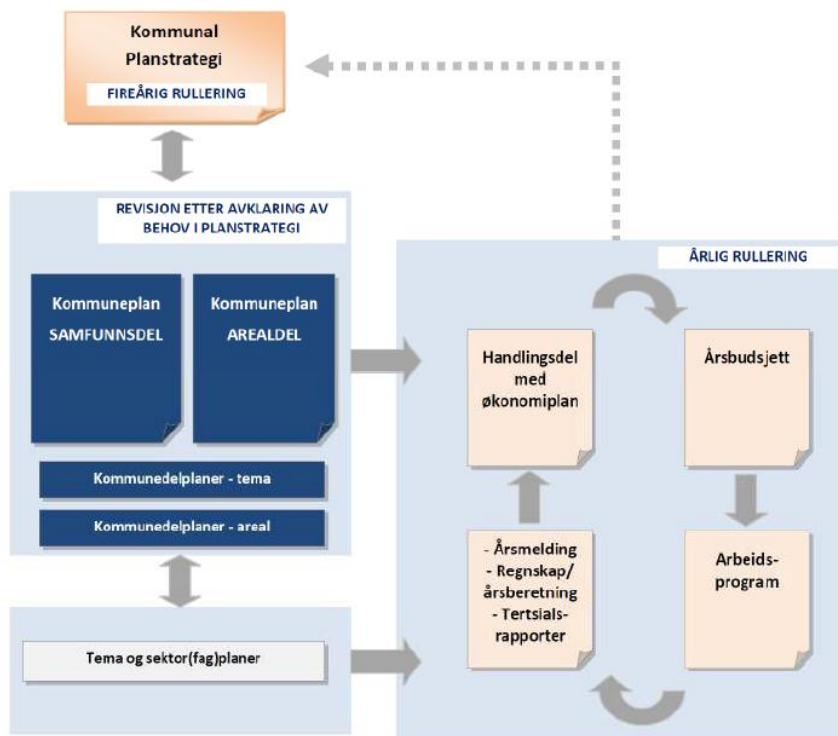 Kommunal
Planstrategi
FIREÅRIG RULLERING
REVISJON ETTER AVKLARING AV
BEHOV I PLANSTRATEGI
Kommuneplan
SAMFUNNSDEL
Kommuneplan
AREALDEL
Kommunedelplaner - tema
Kommunedelplaner - areal
Tema og sektor(fag)planer
ÅRLIG RULLERING
Handlingsdel
med
økonomiplan
Årsbudsjett
- Årsmelding
- Regnskap/
årsberetning
- Tertsials-
rapporter
Arbeids-
program